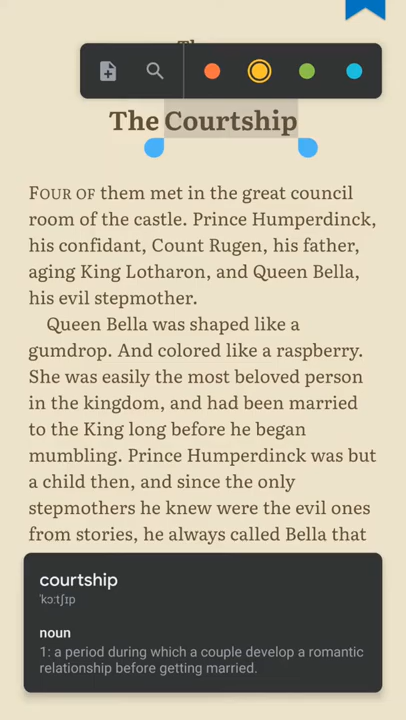 The Courtship
FOUR OF them met in the great council
room of the castle. Prince Humperdinck,
his confidant, Count Rugen, his father,
aging King Lotharon, and Queen Bella,
his evil stepmother.
Queen Bella was shaped like a
gumdrop. And colored like a raspberry.
She was easily the most beloved person
in the kingdom, and had been married
to the King long before he began
mumbling. Prince Humperdinck was but
a child then, and since the only
stepmothers he knew were the evil ones
from stories, he always called Bella that
courtship
ˈkɔːtʃɪp
noun
1: a period during which a couple develop a romantic
relationship before getting married.